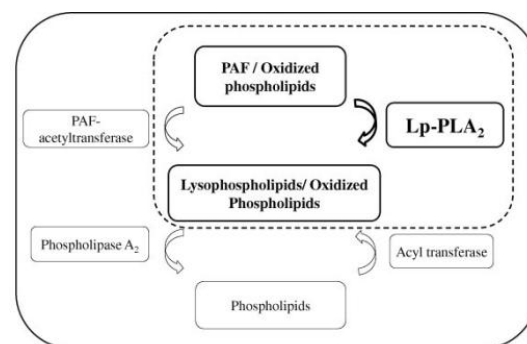 PAF / Oxidized
phospholipids
PAF-
acetyltransferase
Lp-PLA₂
Lysophospholipids/ Oxidized
Phospholipids
Phospholipase A₂
Acyl transferase
Phospholipids